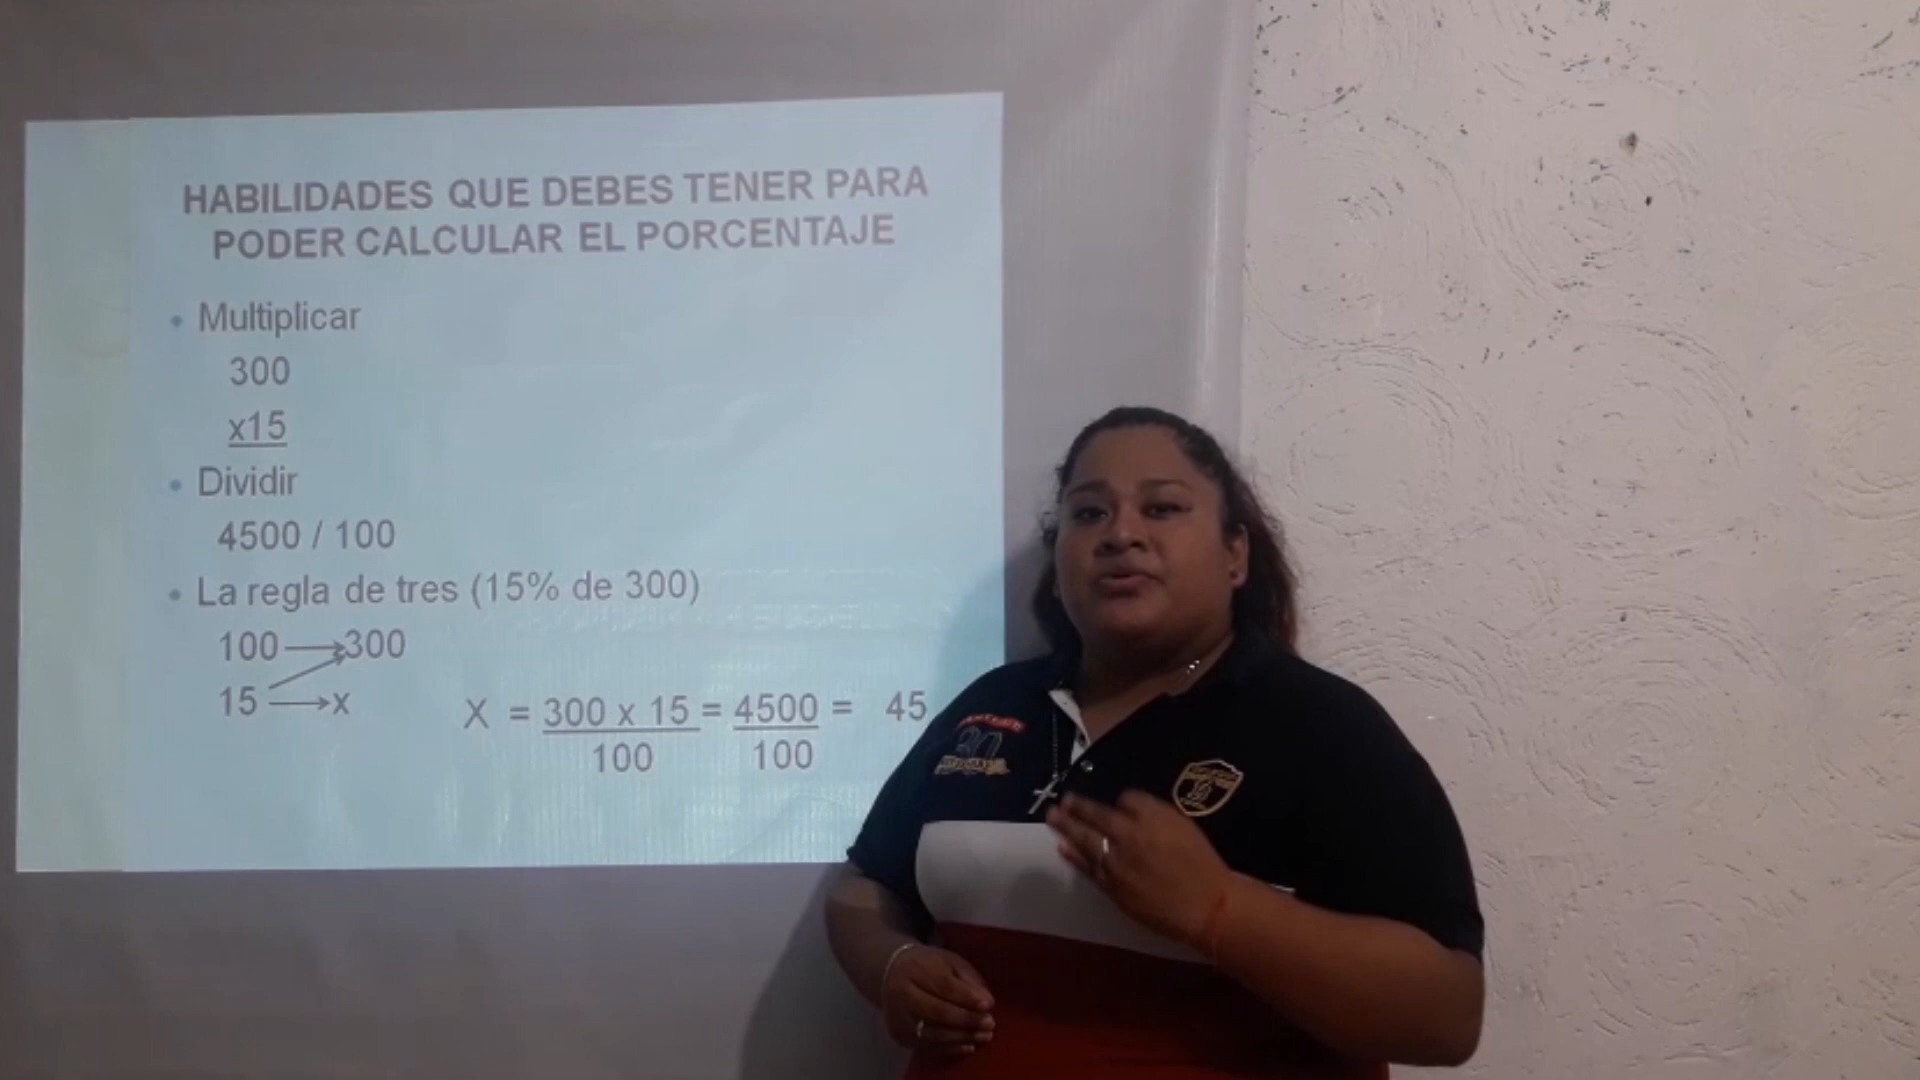 HABILIDADES QUE DEBES TENER PARA
PODER CALCULAR EL PORCENTAJE
• Multiplicar
300
x15
• Dividir
4500 / 100
• La regla de tres (15% de 300)
100 → 300
15 → x
X = 300 x 15 = 4500 = 45
100 100
30